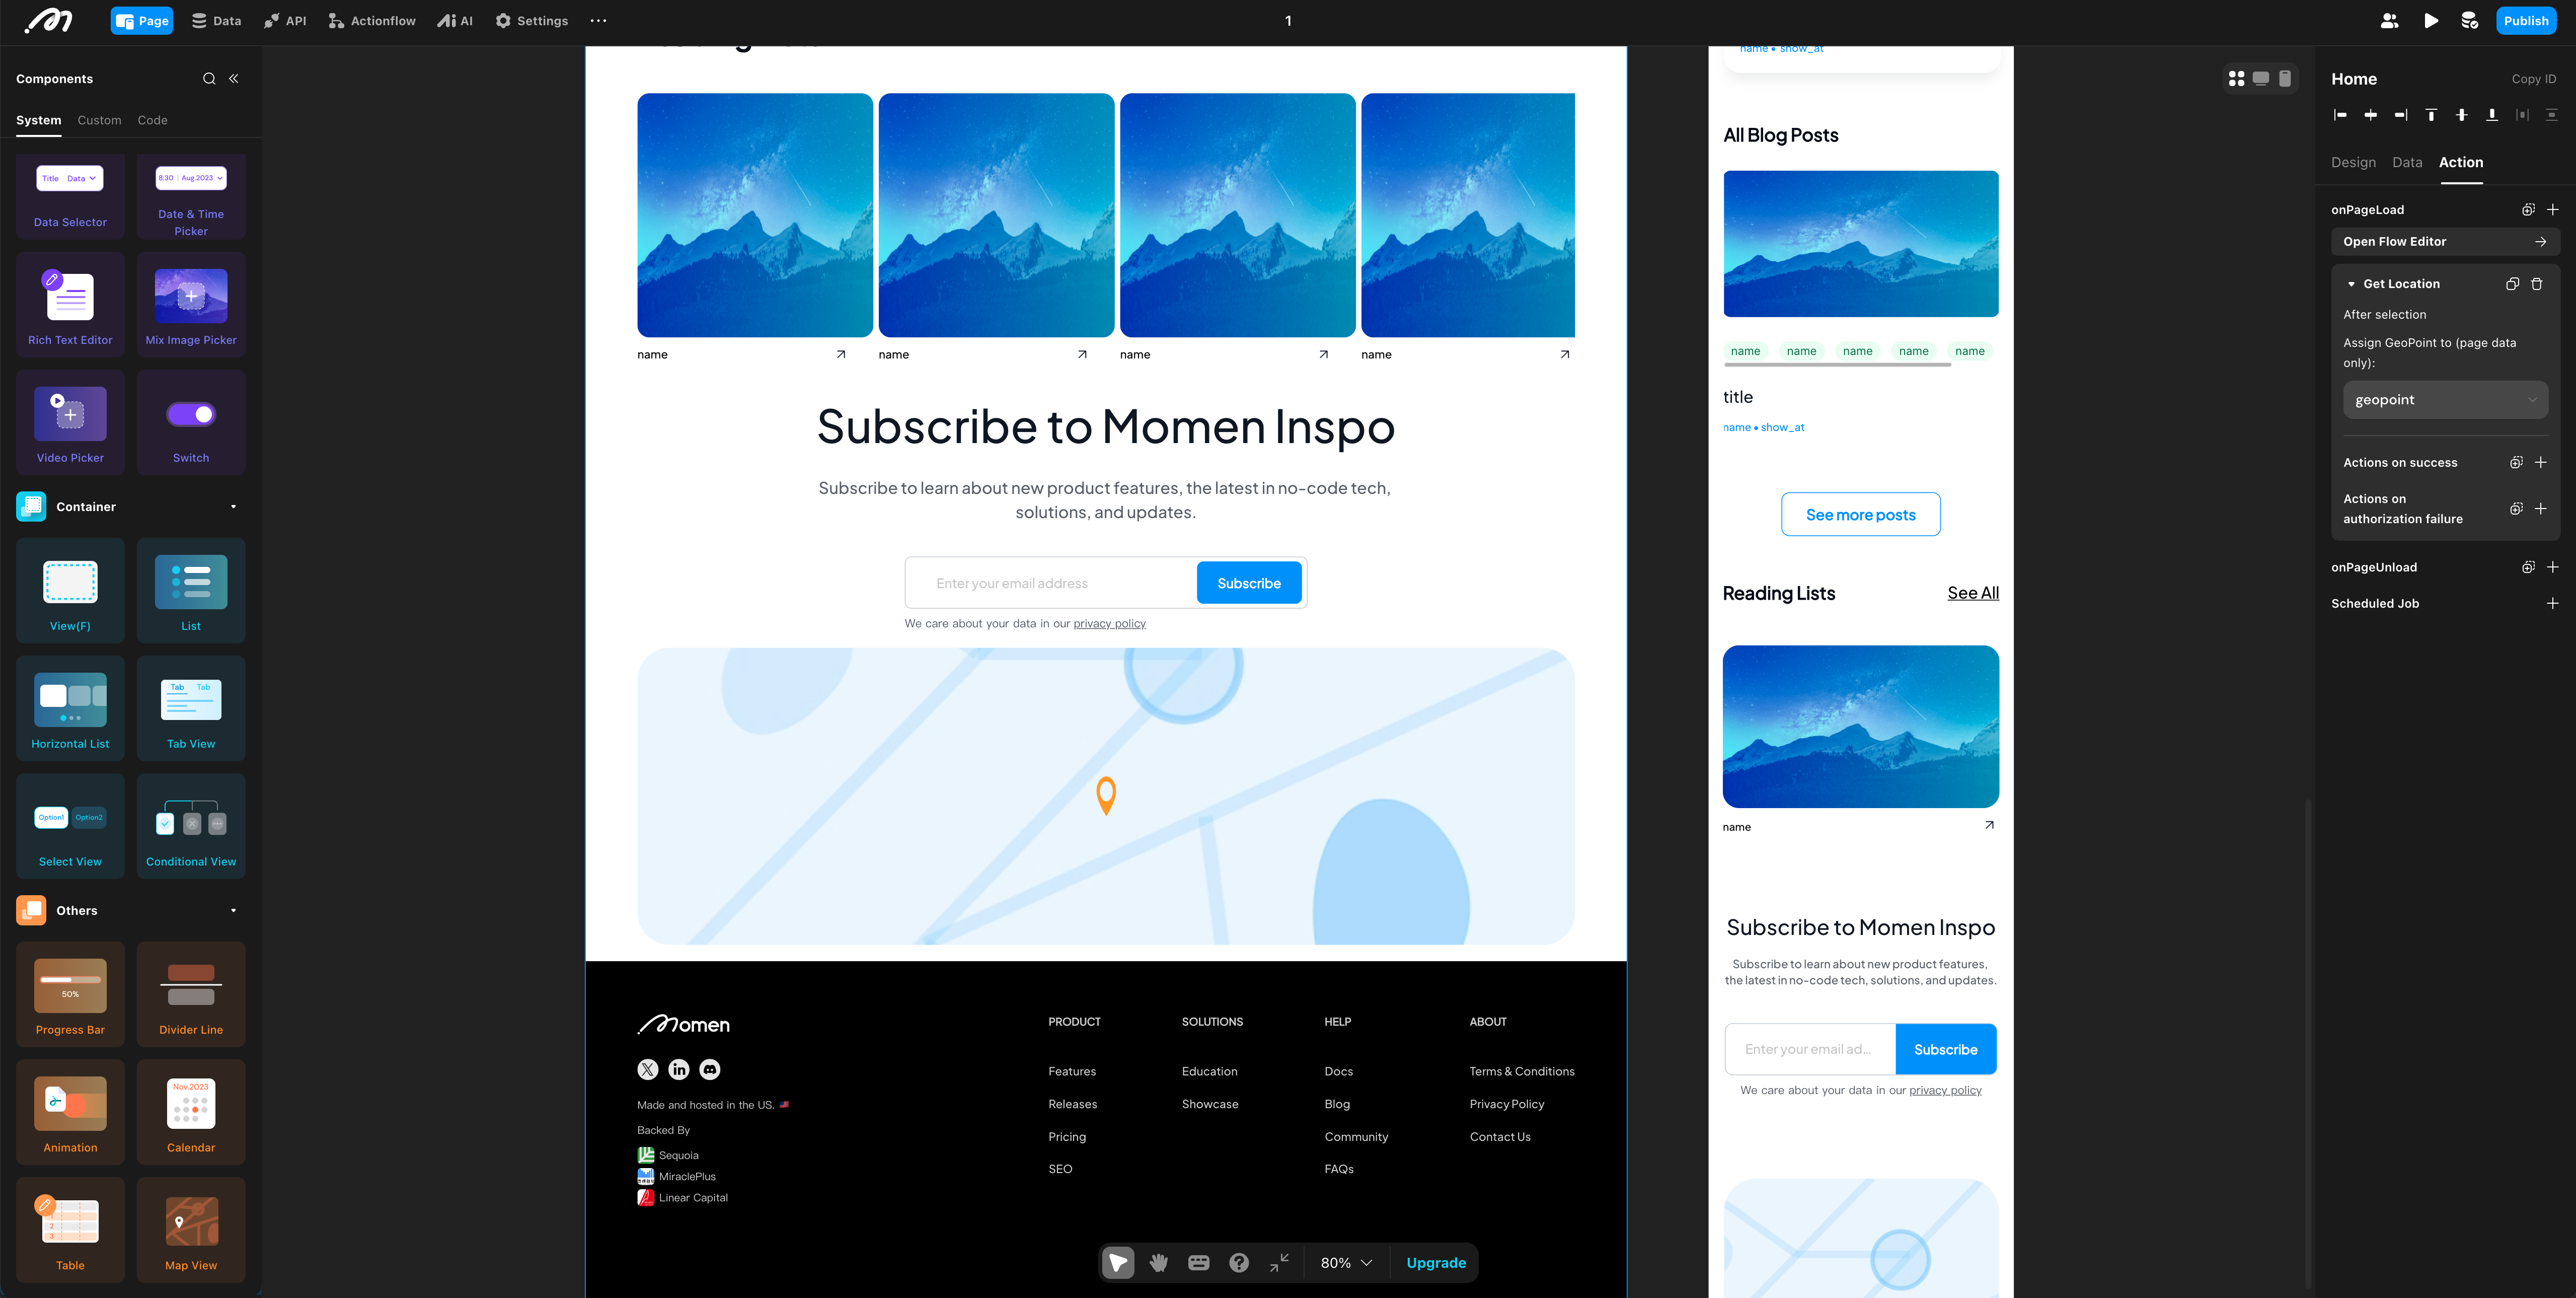 Page
Data
API
Actionflow
AI
Settings
1
Publish
Components
System
Custom
Code
Title Data
Data Selector
8:30 Aug.2023
Date & Time
Picker
Rich Text Editor
Mix Image Picker
Video Picker
Switch
Container
View(F)
List
Horizontal List
Tab Tab
Tab View
Option1 Option2
Select View
Conditional View
Others
50%
Progress Bar
Divider Line
Animation
Nov.2023
Calendar
1
2
3
Table
Map View
name
name
name
name
Subscribe to Momen Inspo
Subscribe to learn about new product features, the latest in no-code tech,
solutions, and updates.
Enter your email address
Subscribe
We care about your data in our privacy policy
Momen
Made and hosted in the US.
Backed By
Sequoia
MiraclePlus
Linear Capital
PRODUCT
Features
Releases
Pricing
SEO
SOLUTIONS
Education
Showcase
HELP
Docs
Blog
Community
FAQs
ABOUT
Terms & Conditions
Privacy Policy
Contact Us
80%
Upgrade
name • show_at
All Blog Posts
name name name name name
title
name • show_at
See more posts
Reading Lists
See All
name
Subscribe to Momen Inspo
Subscribe to learn about new product features,
the latest in no-code tech, solutions, and updates.
Enter your email ad...
Subscribe
We care about your data in our privacy policy
Home
Copy ID
Design
Data
Action
onPageLoad
Open Flow Editor
Get Location
After selection
Assign GeoPoint to (page data
only):
geopoint
Actions on success
Actions on
authorization failure
onPageUnload
Scheduled Job